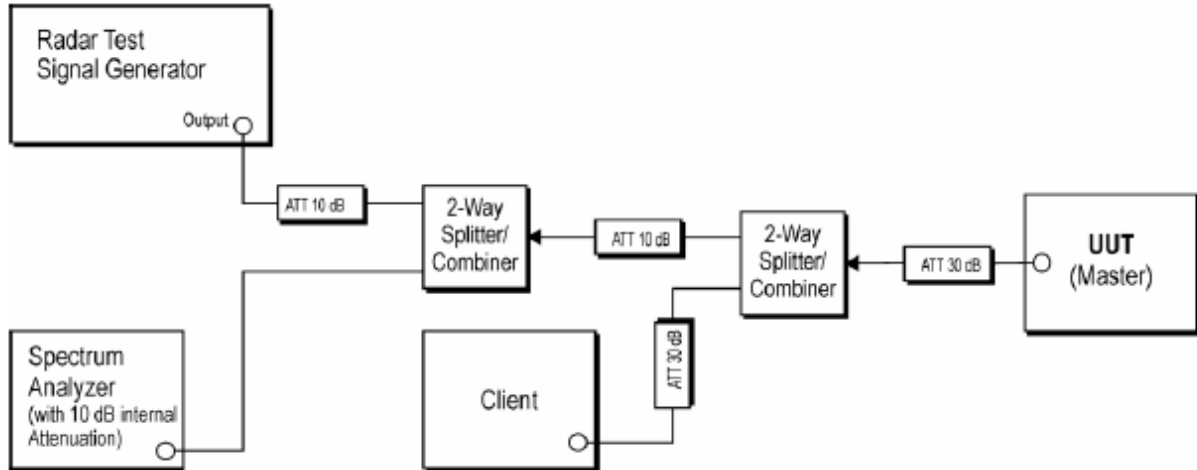 Radar Test
Signal Generator
Output
ATT 10 dB
2-Way
Splitter/
Combiner
ATT 10 dB
2-Way
Splitter/
Combiner
ATT 30 dB
UUT
(Master)
Spectrum
Analyzer
(with 10 dB internal
Attenuation)
Client
ATT 30 dB